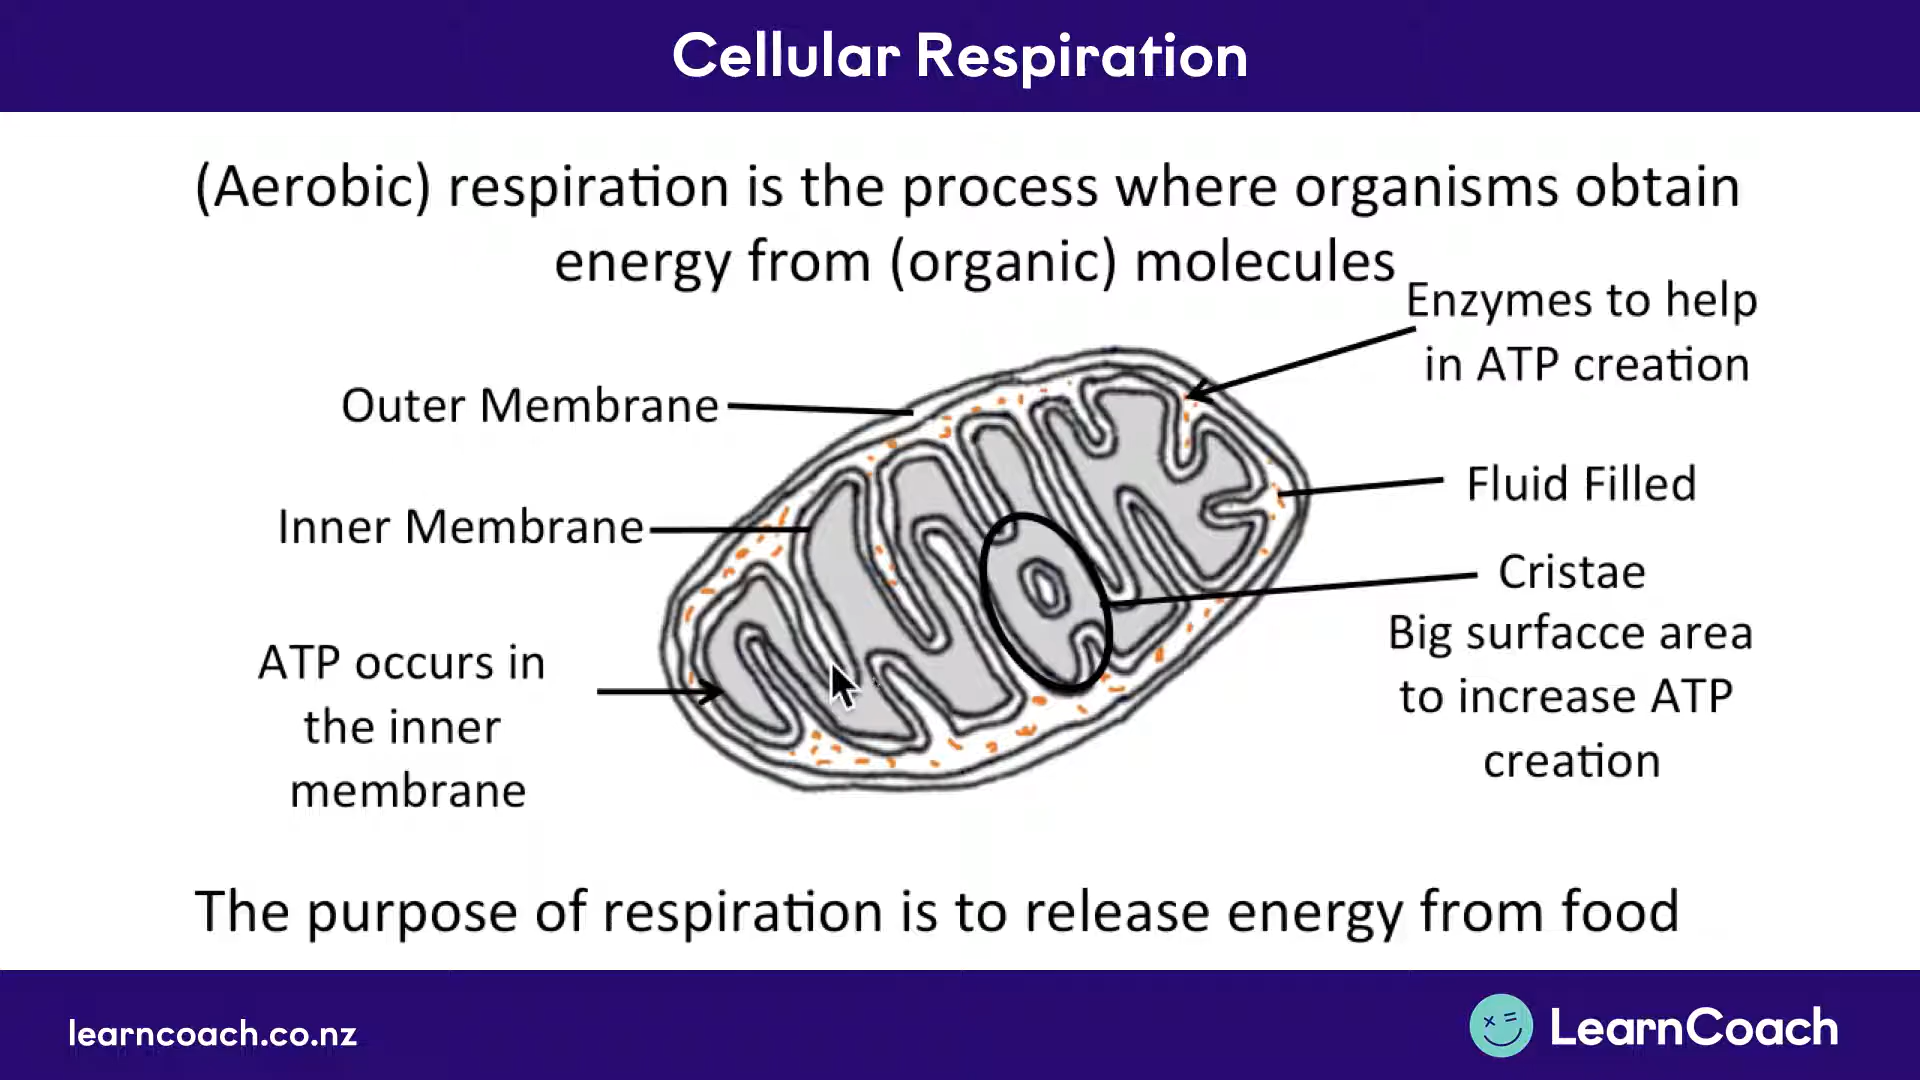 Cellular Respiration
(Aerobic) respiration is the process where organisms obtain
energy from (organic) molecules
Enzymes to help
in ATP creation
Outer Membrane
Fluid Filled
Inner Membrane
Cristae
Big surfacce area
to increase ATP
creation
ATP occurs in
the inner
membrane
The purpose of respiration is to release energy from food
learncoach.co.nz
LearnCoach